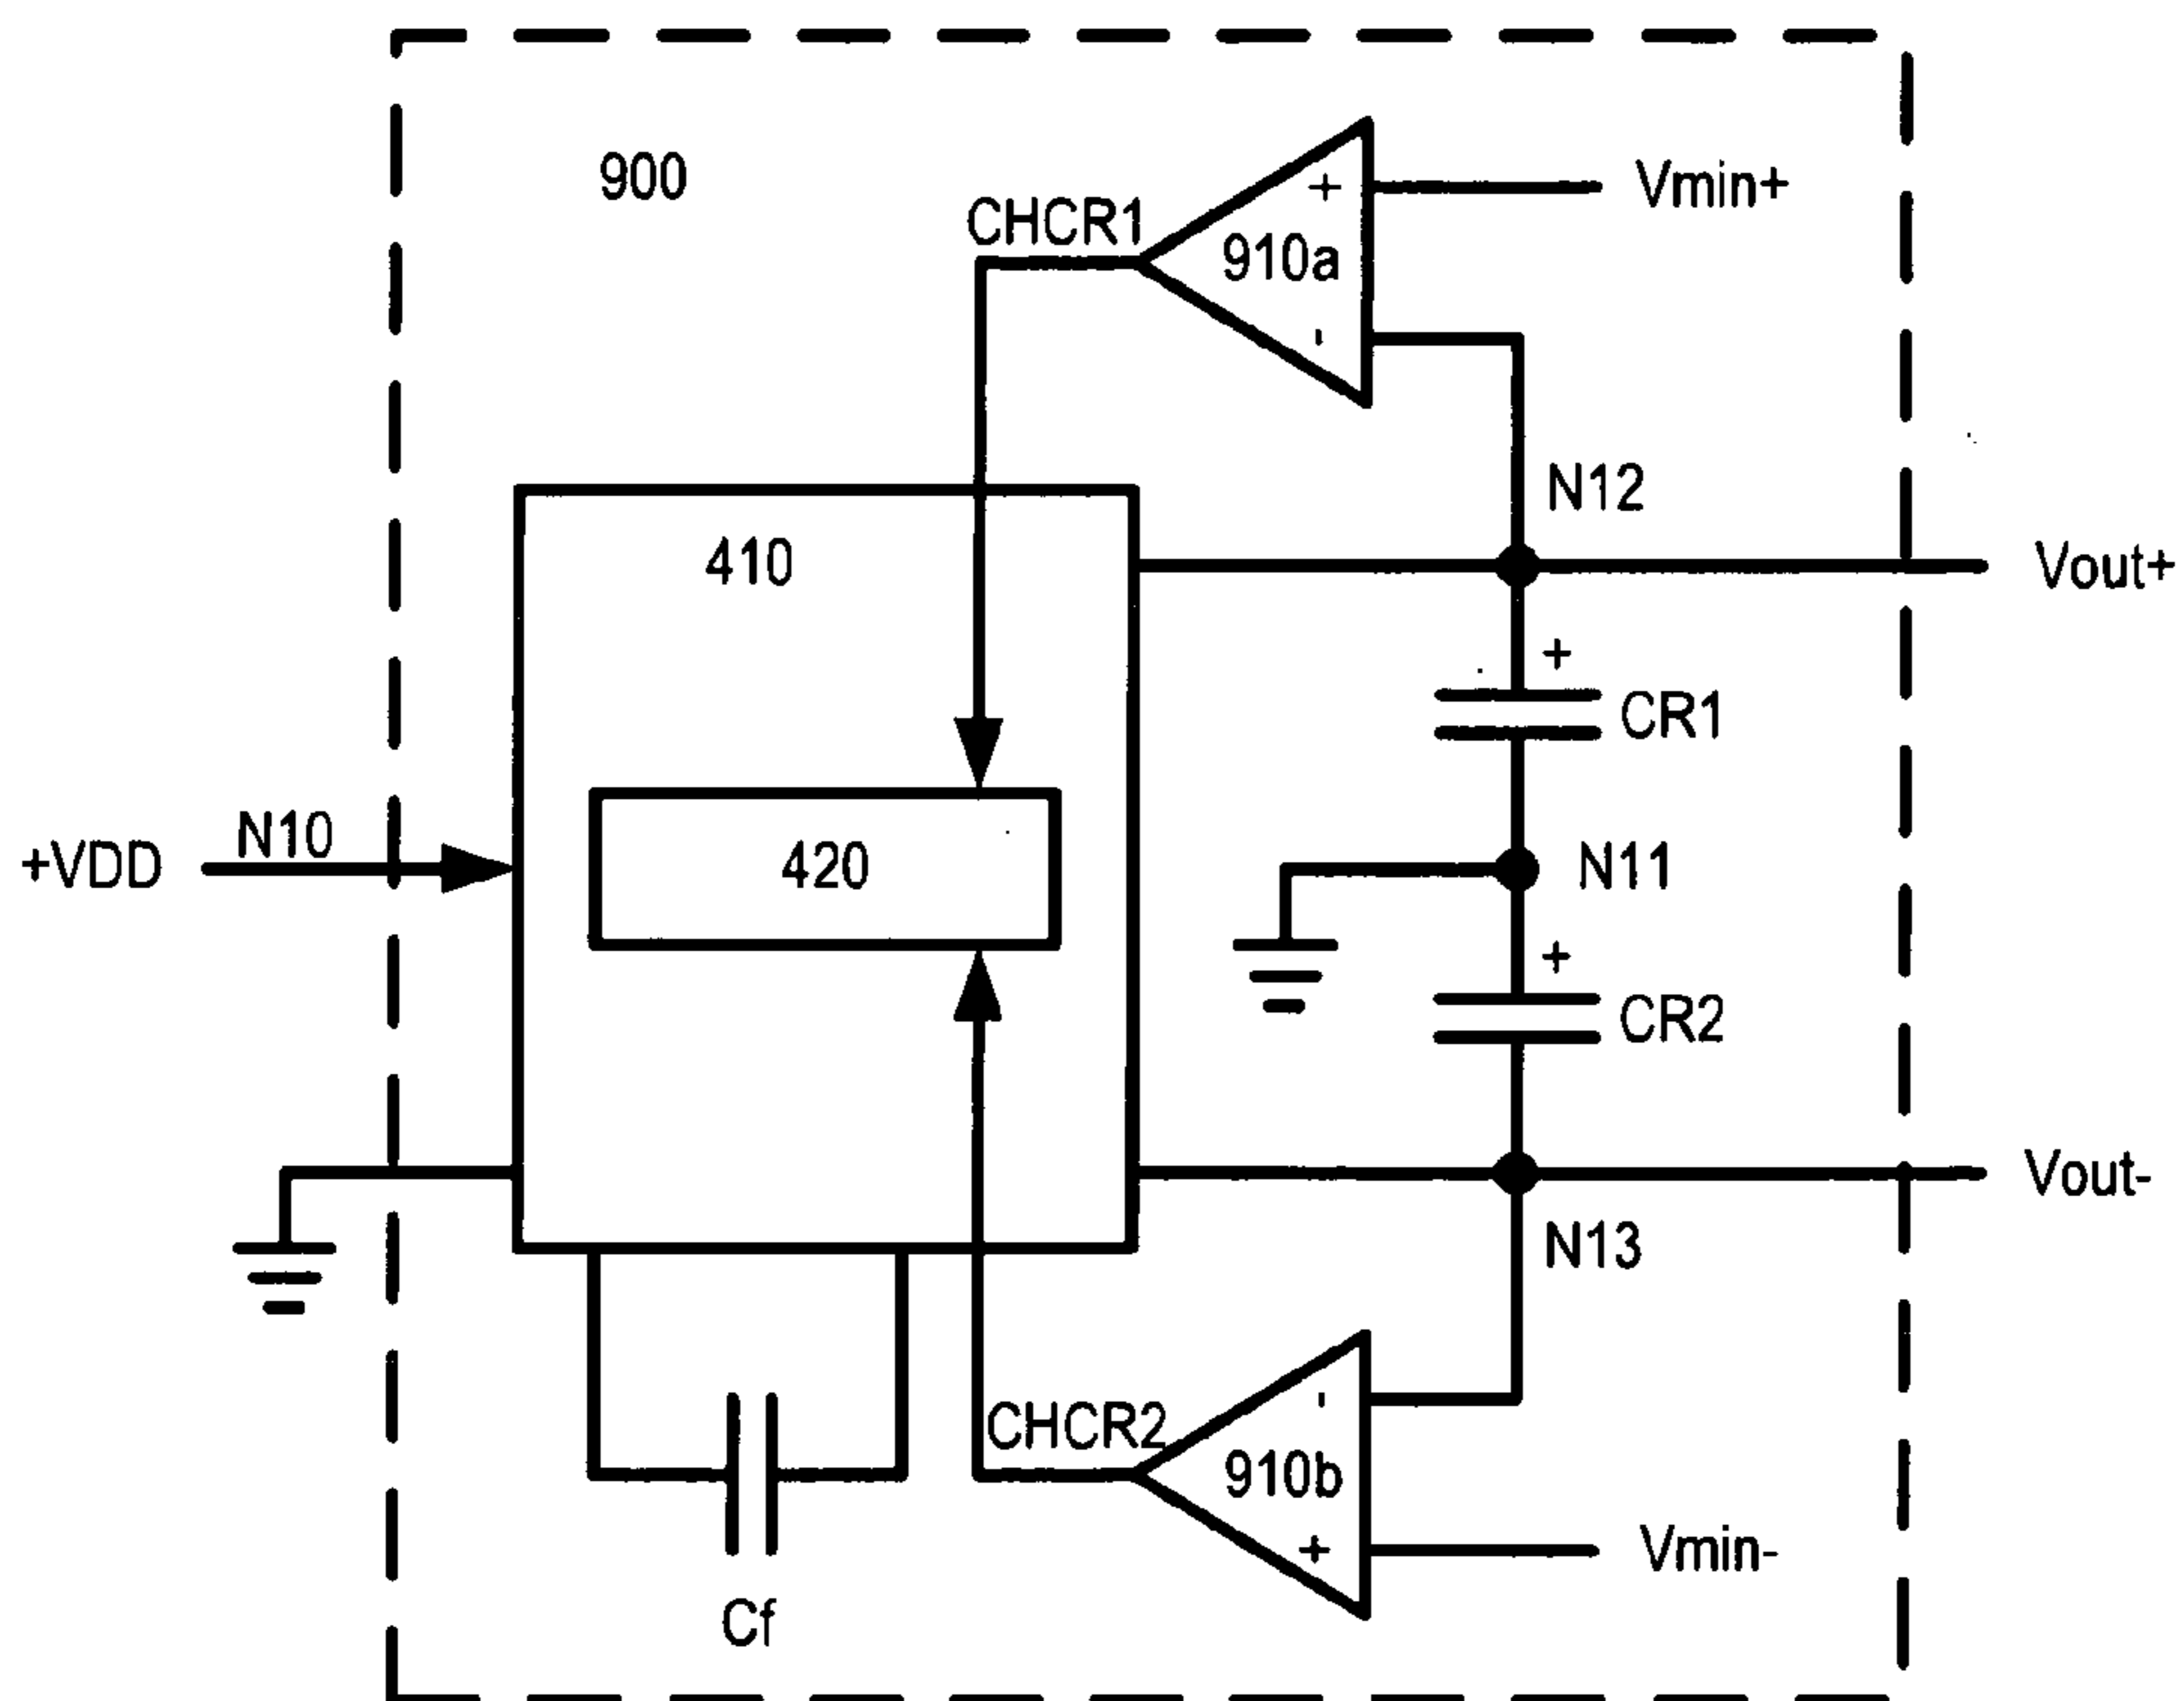 900
Vmin+
CHCR1
+
910a
-
N12
410
Vout+
+
CR1
N10
+VDD
420
N11
+
CR2
Vout-
N13
-
CHCR2
910b
+
Vmin-
Cf